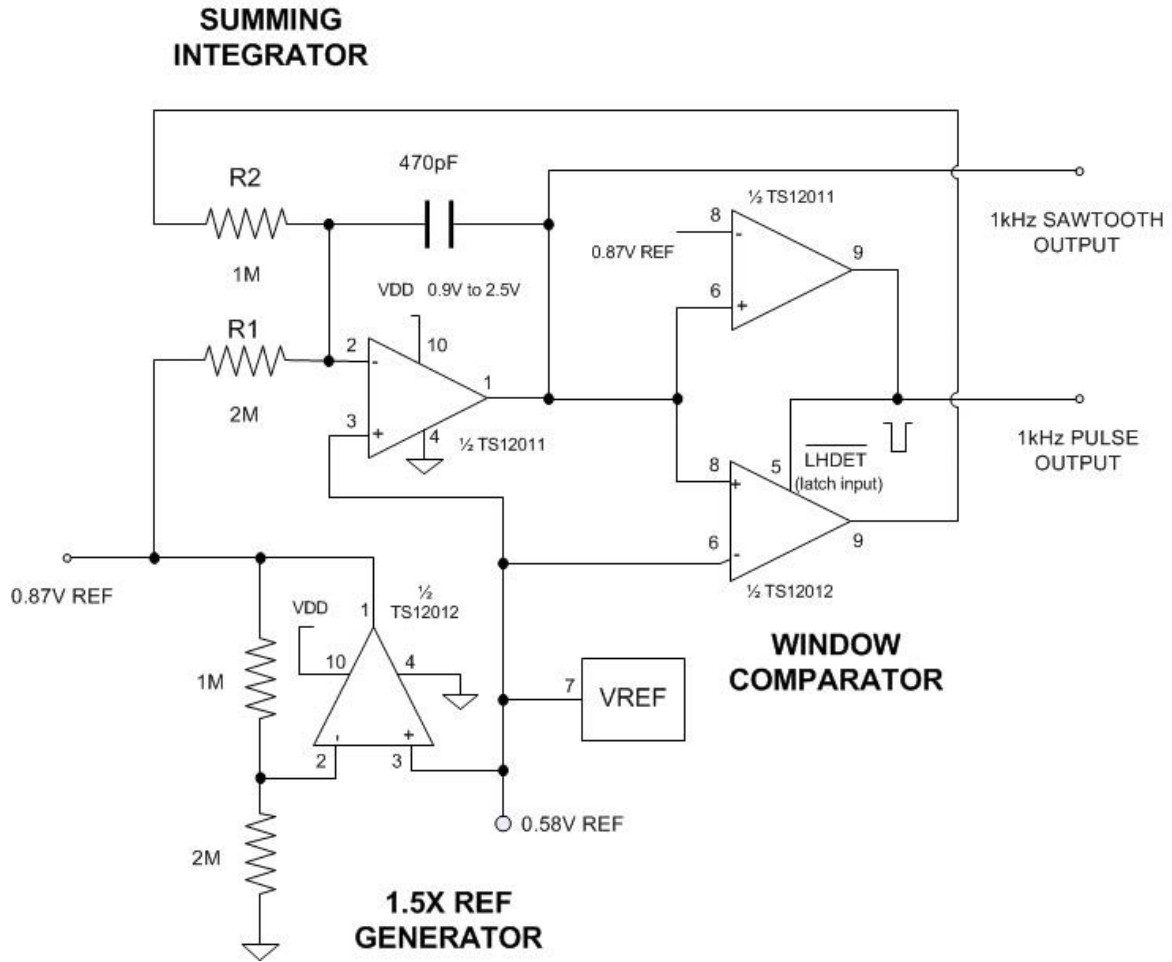 SUMMING
INTEGRATOR
470pF
R2
1M
½ TS12011
8
-
0.87V REF
9
6
+
1kHz SAWTOOTH
OUTPUT
VDD 0.9V to 2.5V
R1
2M
2
-
10
1
3
+
4
½ TS12011
LHDET
(latch input)
5
8
+
6
-
9
½ TS12012
1kHz PULSE
OUTPUT
0.87V REF
½
TS12012
VDD
1
10
4
1M
2
-
+
3
7
VREF
WINDOW
COMPARATOR
0.58V REF
2M
1.5X REF
GENERATOR